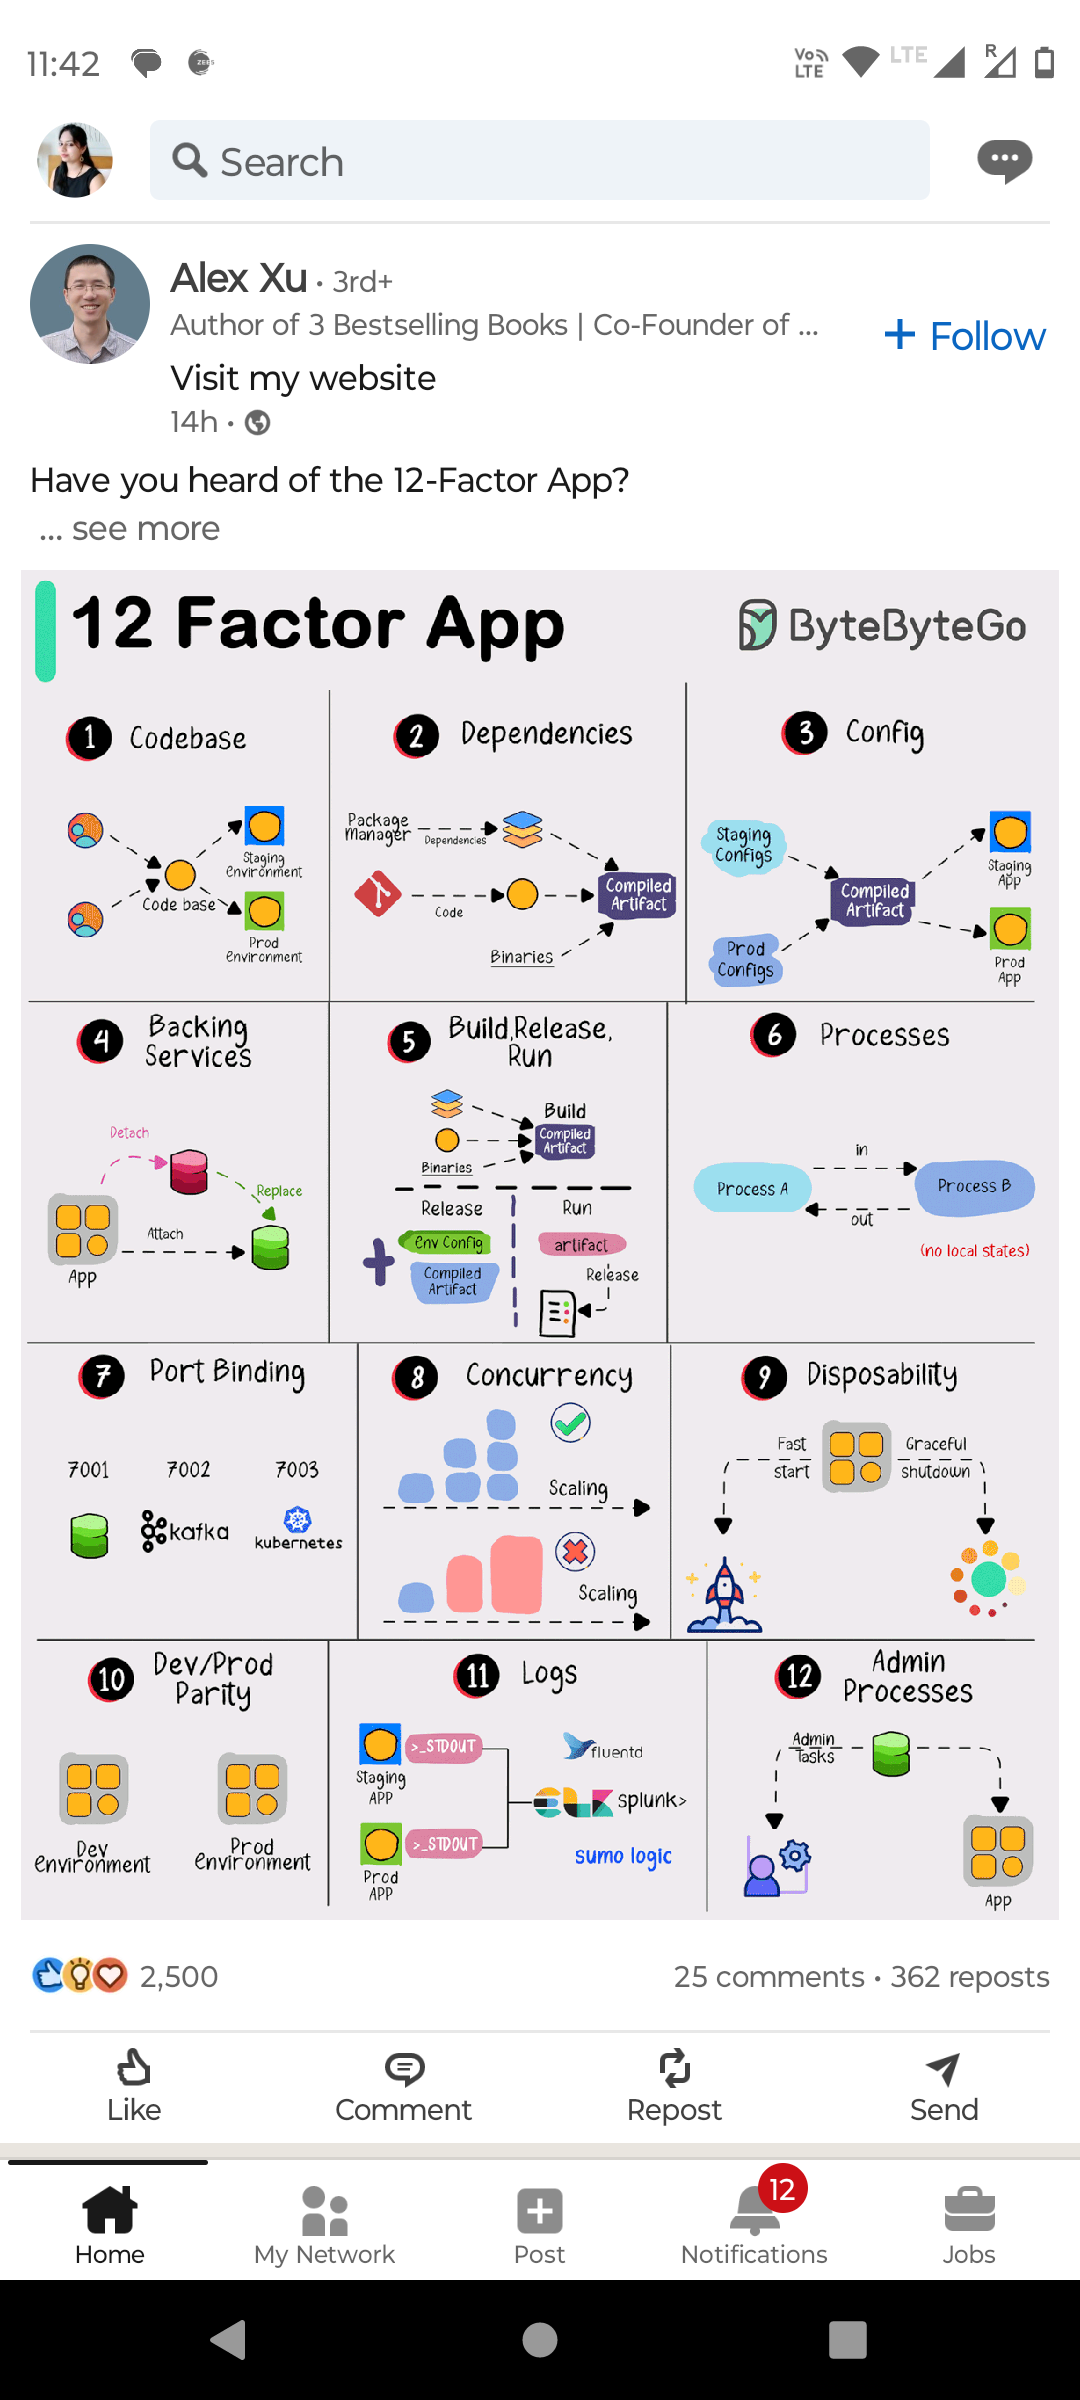 11:42
Vo LTE
LTE
R
Search
Alex Xu • 3rd+
Author of 3 Bestselling Books | Co-Founder of ...
+ Follow
Visit my website
14h •
Have you heard of the 12-Factor App?
... see more
12 Factor App
ByteByteGo
1 Codebase
Staging
Environment
Code base
Prod
Environment
2 Dependencies
Package
Manager
Dependencies
Code
Binaries
Compiled
Artifact
3 Config
Staging
Configs
Prod
Configs
Compiled
Artifact
Staging
App
Prod
App
4 Backing
Services
Detach
Replace
Attach
App
5 Build,Release,
Run
Build
Compiled
Artifact
Binaries
Release
Env Config
Compiled
Artifact
Run
artifact
Release
6 Processes
in
Process A
Process B
out
(no local states)
7 Port Binding
7001 7002 7003
kafka
kubernetes
8 Concurrency
Scaling
Scaling
9 Disposability
Fast
start
Graceful
shutdown
10 Dev/Prod
Parity
Dev
Environment
Prod
Environment
11 Logs
>_STDOUT
Staging
APP
>_STDOUT
Prod
APP
fluentd
splunk>
sumo logic
12 Admin
Processes
Admin
Tasks
App
2,500
25 comments • 362 reposts
Like
Comment
Repost
Send
12
Home
My Network
Post
Notifications
Jobs